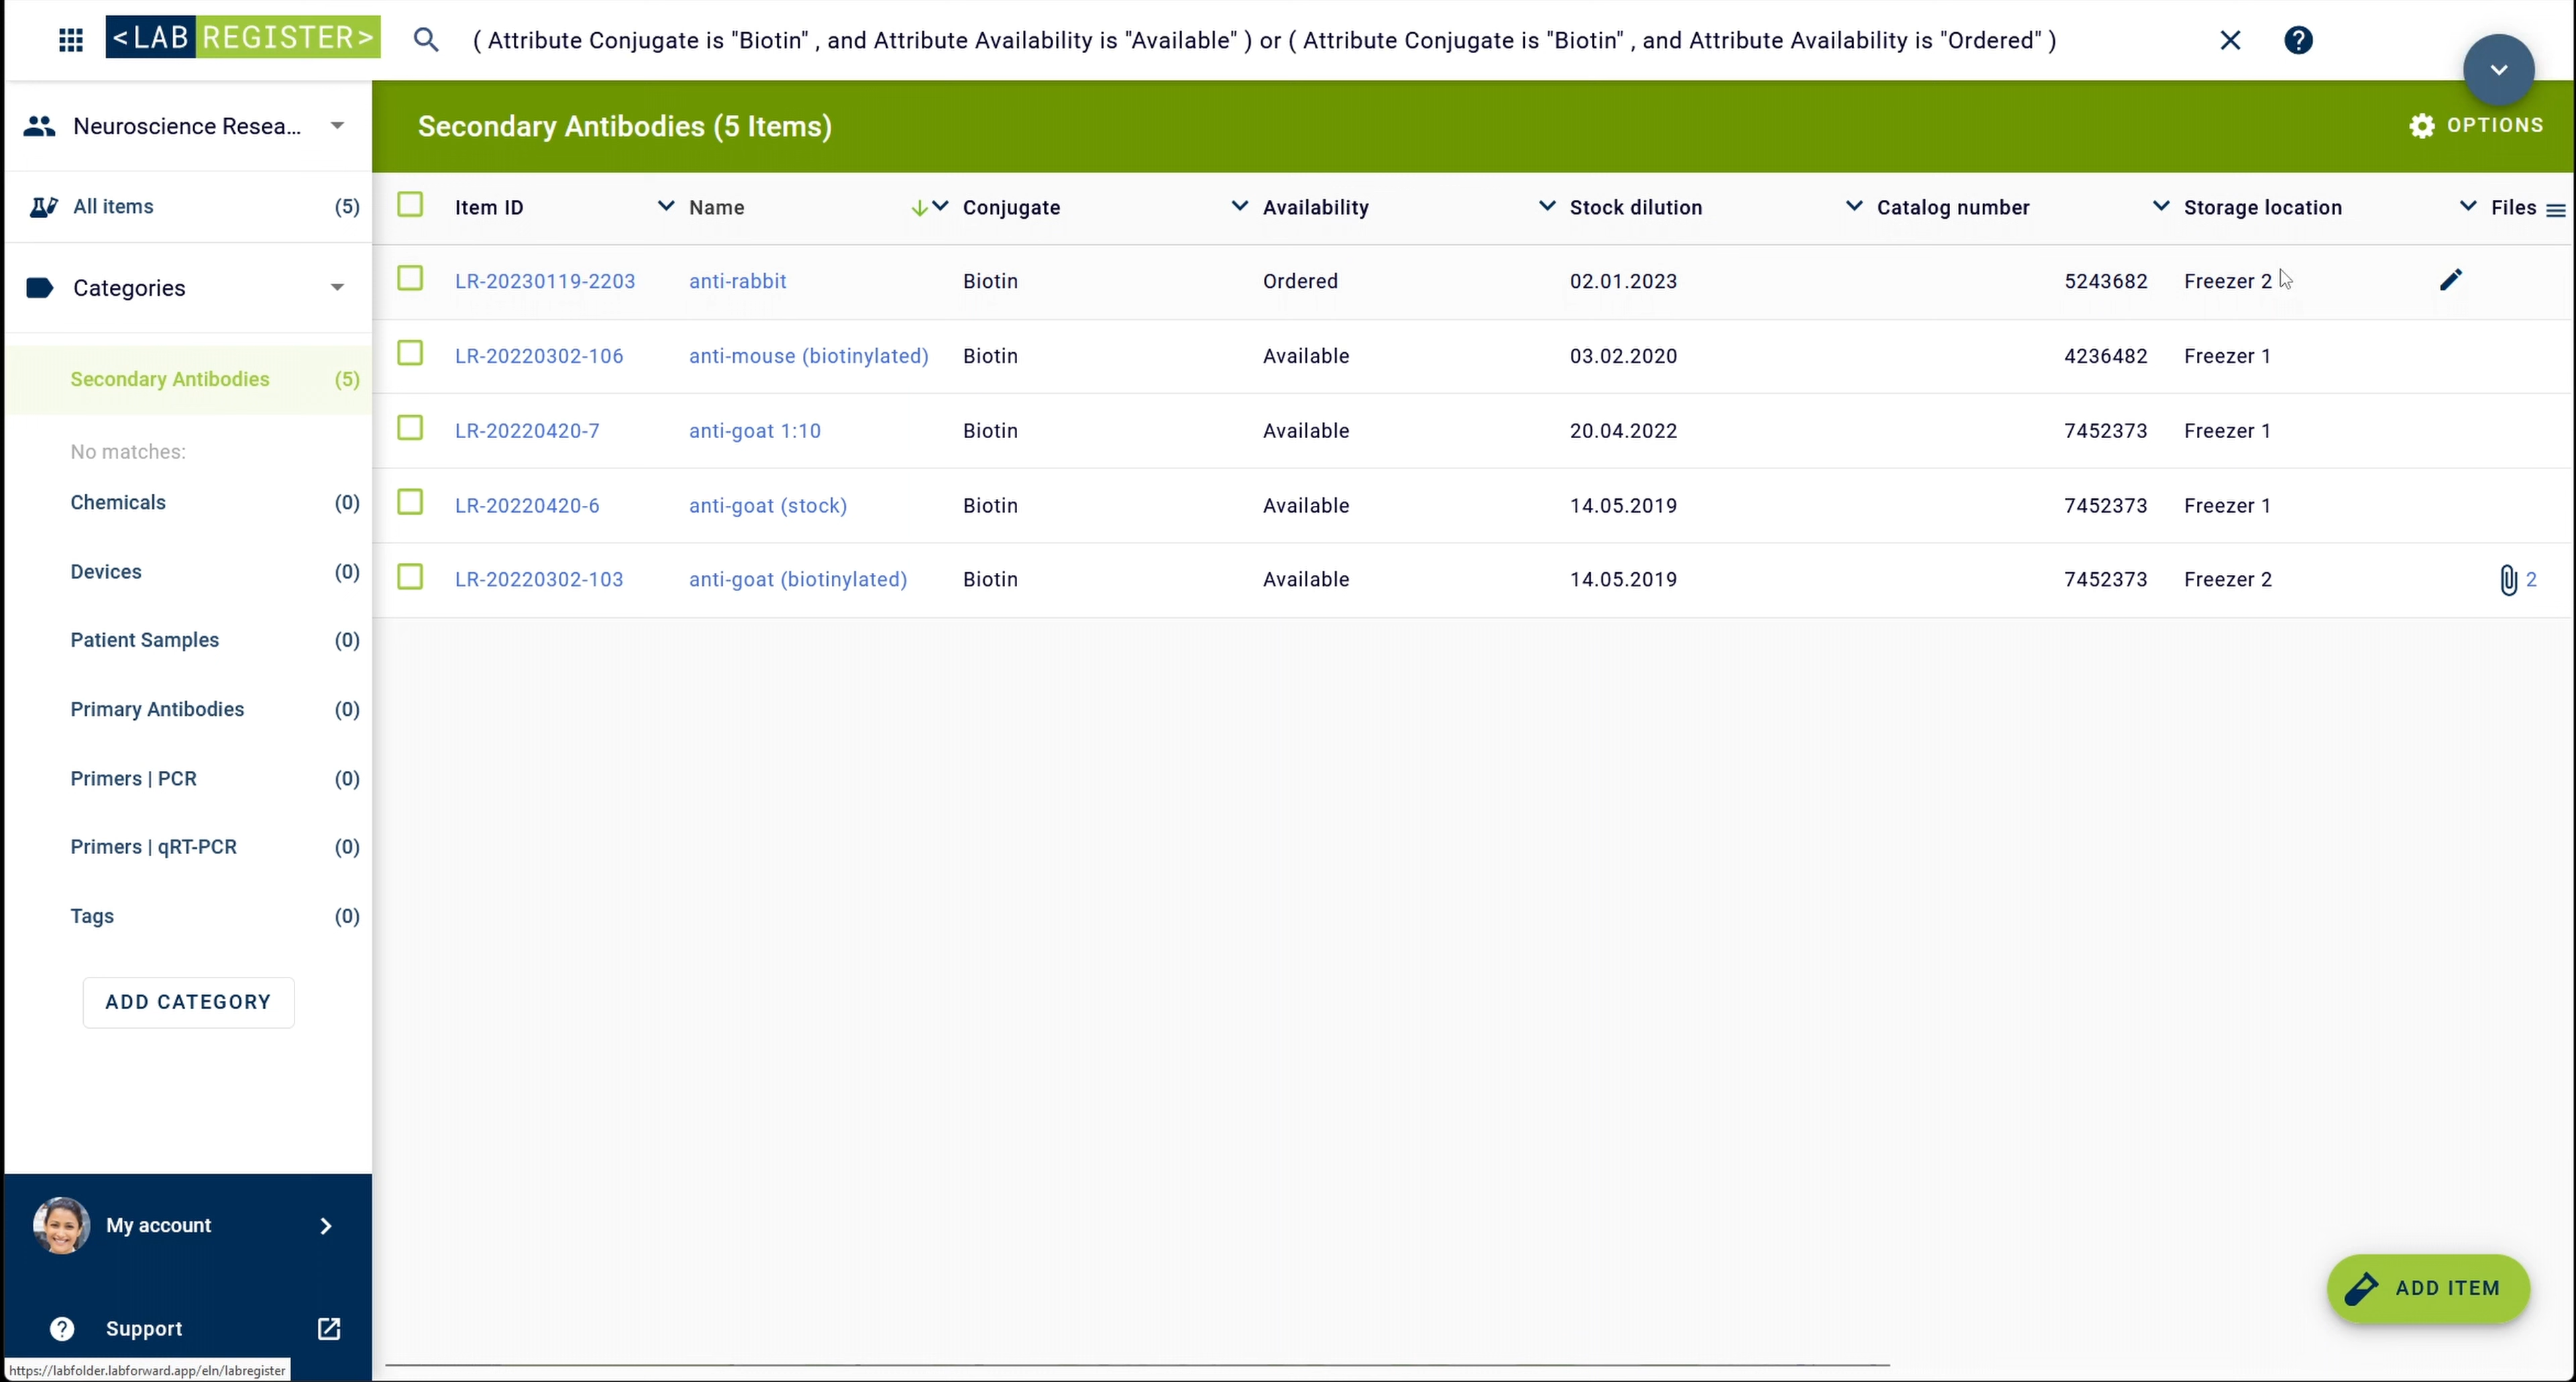 <LAB REGISTER>
( Attribute Conjugate is "Biotin" , and Attribute Availability is "Available" ) or ( Attribute Conjugate is "Biotin" , and Attribute Availability is "Ordered" )
Neuroscience Resea...
Secondary Antibodies (5 Items)
OPTIONS
All items (5)
Categories
Secondary Antibodies (5)
No matches:
Chemicals (0)
Devices (0)
Patient Samples (0)
Primary Antibodies (0)
Primers | PCR (0)
Primers | qRT-PCR (0)
Tags (0)
ADD CATEGORY
Item ID Name Conjugate Availability Stock dilution Catalog number Storage location Files
LR-20230119-2203 anti-rabbit Biotin Ordered 02.01.2023 5243682 Freezer 2
LR-20220302-106 anti-mouse (biotinylated) Biotin Available 03.02.2020 4236482 Freezer 1
LR-20220420-7 anti-goat 1:10 Biotin Available 20.04.2022 7452373 Freezer 1
LR-20220420-6 anti-goat (stock) Biotin Available 14.05.2019 7452373 Freezer 1
LR-20220302-103 anti-goat (biotinylated) Biotin Available 14.05.2019 7452373 Freezer 2 2
My account
Support
ADD ITEM
https://labfolder.labforward.app/eln/labregister